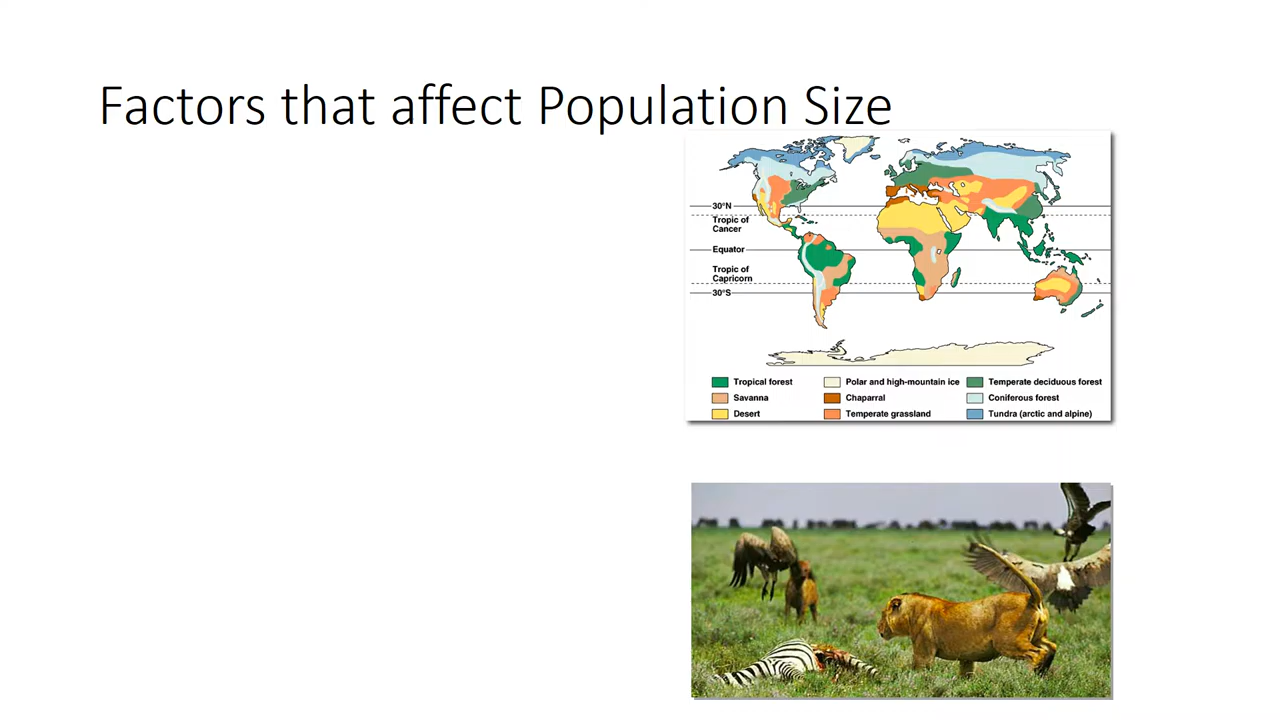 Factors that affect Population Size
30°N
Tropic of
Cancer
Equator
Tropic of
Capricorn
30°S
Tropical forest
Polar and high-mountain ice
Temperate deciduous forest
Savanna
Chaparral
Coniferous forest
Desert
Temperate grassland
Tundra (arctic and alpine)